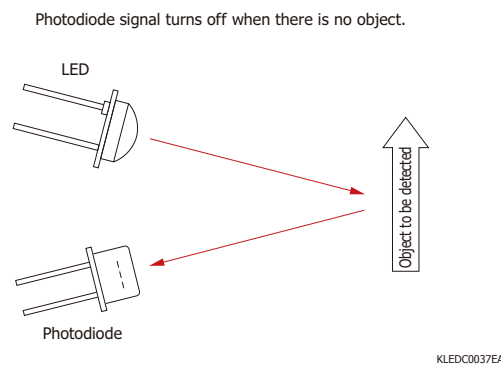 Photodiode signal turns off when there is no object.
LED
Object to be detected
Photodiode
KLEDC0037EA